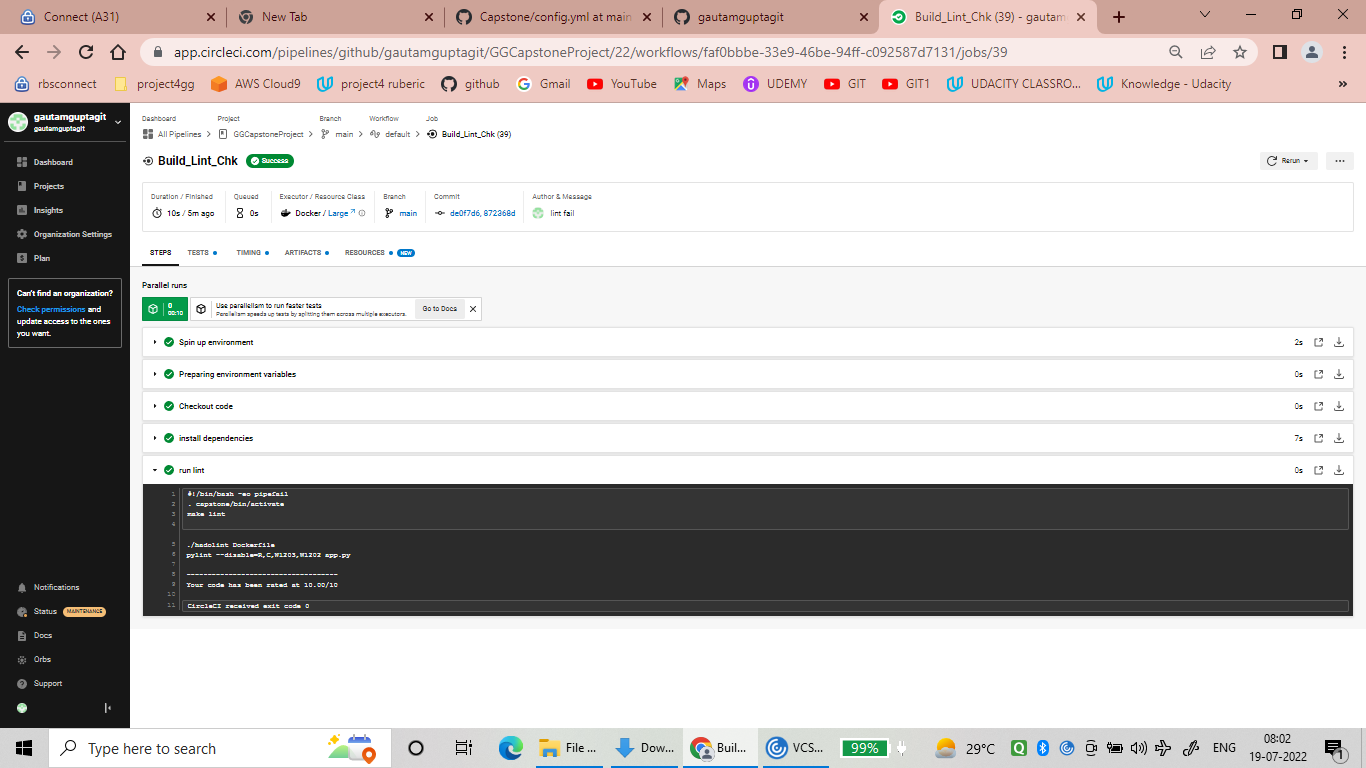 Connect (A31)
New Tab
Capstone/config.yml at main
gautamguptagit
Build_Lint_Chk (39) - gautam
app.circleci.com/pipelines/github/gautamguptagit/GGCapstoneProject/22/workflows/faf0bbbe-33e9-46be-94ff-c092587d7131/jobs/39
rbsconnect
project4gg
AWS Cloud9
project4 ruberic
github
Gmail
YouTube
Maps
UDEMY
GIT
GIT1
UDACITY CLASSRO...
Knowledge - Udacity
»
gautamguptagit
gautamguptagit
Dashboard
Projects
Insights
Organization Settings
Plan
Can't find an organization?
Check permissions and
update access to the ones
you want.
Notifications
Status MAINTENANCE
Docs
Orbs
Support
Dashboard Project Branch Workflow Job
All Pipelines > GGCapstoneProject > main > default > Build_Lint_Chk (39)
Build_Lint_Chk Success
Rerun
Duration / Finished Queued Executor / Resource Class Branch Commit Author & Message
10s / 5m ago 0s Docker / Large main de0f7d6, 872368d lint fail
STEPS TESTS TIMING ARTIFACTS RESOURCES NEW
Parallel runs
0
00:10
Use parallelism to run faster tests
Parallelism speeds up tests by splitting them across multiple executors.
Go to Docs
Spin up environment 2s
Preparing environment variables 0s
Checkout code 0s
install dependencies 7s
run lint 0s
1 #!/bin/bash -eo pipefail
2 . capstone/bin/activate
3 make lint
4
5 ./hadolint Dockerfile
6 pylint --disable=R,C,W1203,W1202 app.py
7
8 ------------------------------------
9 Your code has been rated at 10.00/10
10
11 CircleCI received exit code 0
Type here to search
File ...
Dow...
Buil...
VCS...
99%
29°C
ENG
08:02
19-07-2022
1